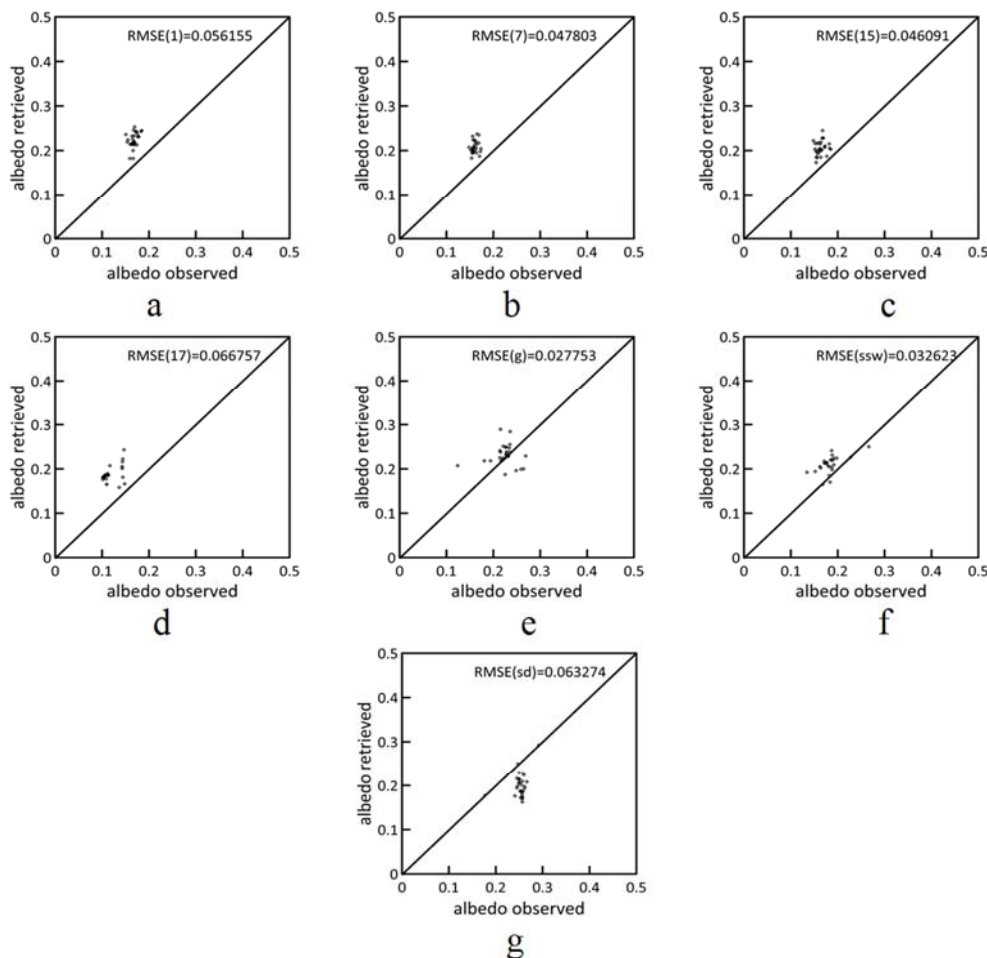 0.5
RMSE(1)=0.056155
0.4
0.3
0.2
0.1
0
albedo retrieved
0 0.1 0.2 0.3 0.4 0.5
albedo observed
a
0.5
RMSE(7)=0.047803
0.4
0.3
0.2
0.1
0
albedo retrieved
0 0.1 0.2 0.3 0.4 0.5
albedo observed
b
0.5
RMSE(15)=0.046091
0.4
0.3
0.2
0.1
0
albedo retrieved
0 0.1 0.2 0.3 0.4 0.5
albedo observed
c
0.5
RMSE(17)=0.066757
0.4
0.3
0.2
0.1
0
albedo retrieved
0 0.1 0.2 0.3 0.4 0.5
albedo observed
d
0.5
RMSE(g)=0.027753
0.4
0.3
0.2
0.1
0
albedo retrieved
0 0.1 0.2 0.3 0.4 0.5
albedo observed
e
0.5
RMSE(ssw)=0.032623
0.4
0.3
0.2
0.1
0
albedo retrieved
0 0.1 0.2 0.3 0.4 0.5
albedo observed
f
0.5
RMSE(sd)=0.063274
0.4
0.3
0.2
0.1
0
albedo retrieved
0 0.1 0.2 0.3 0.4 0.5
albedo observed
g